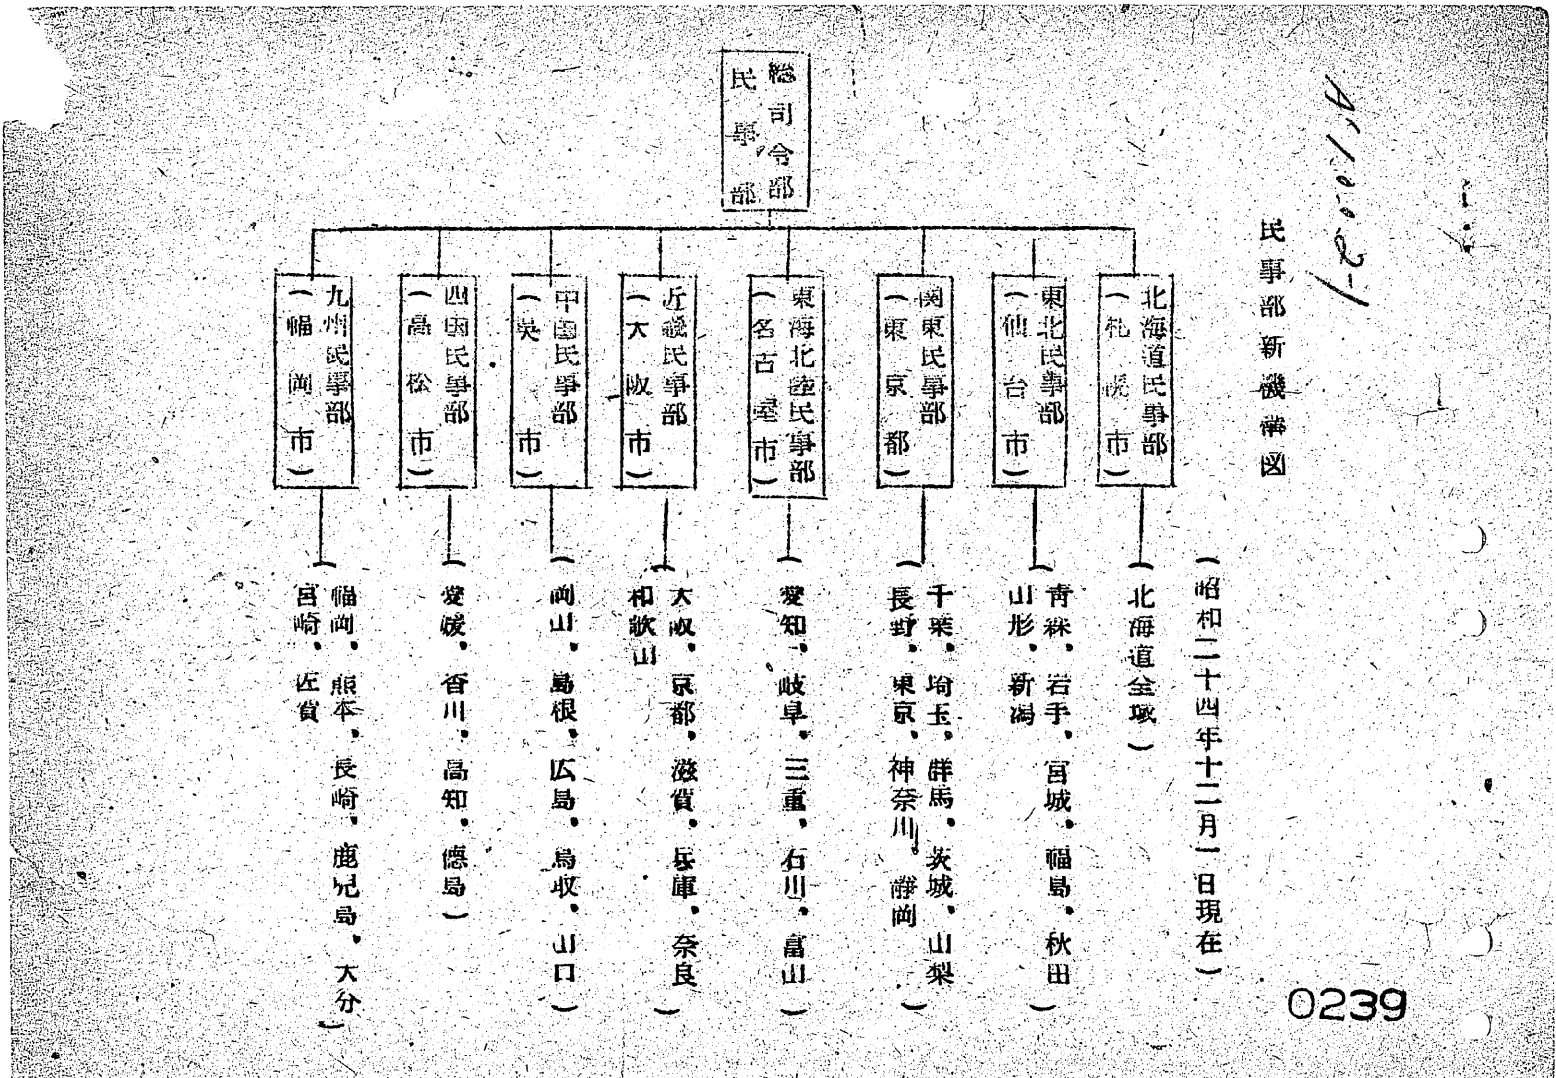 A'1.0.0.2-1
民事部新機構図
(昭和二十四年十二月一日現在)
総司令部
民事部
北海道民事部
(札幌市)
(北海道全域)
東北民事部
(仙台市)
(青森、岩手、宮城、福島、秋田
山形、新潟)
関東民事部
(東京都)
(千葉、埼玉、群馬、茨城、山梨
長野、東京、神奈川、静岡)
東海北陸民事部
(名古屋市)
(愛知、岐阜、三重、石川、富山)
近畿民事部
(大阪市)
(大阪、京都、滋賀、兵庫、奈良
和歌山)
中国民事部
(呉市)
(岡山、島根、広島、鳥取、山口)
四国民事部
(高松市)
(愛媛、香川、高知、徳島)
九州民事部
(福岡市)
(福岡、熊本、長崎、鹿児島、大分
宮崎、佐賀)
0239